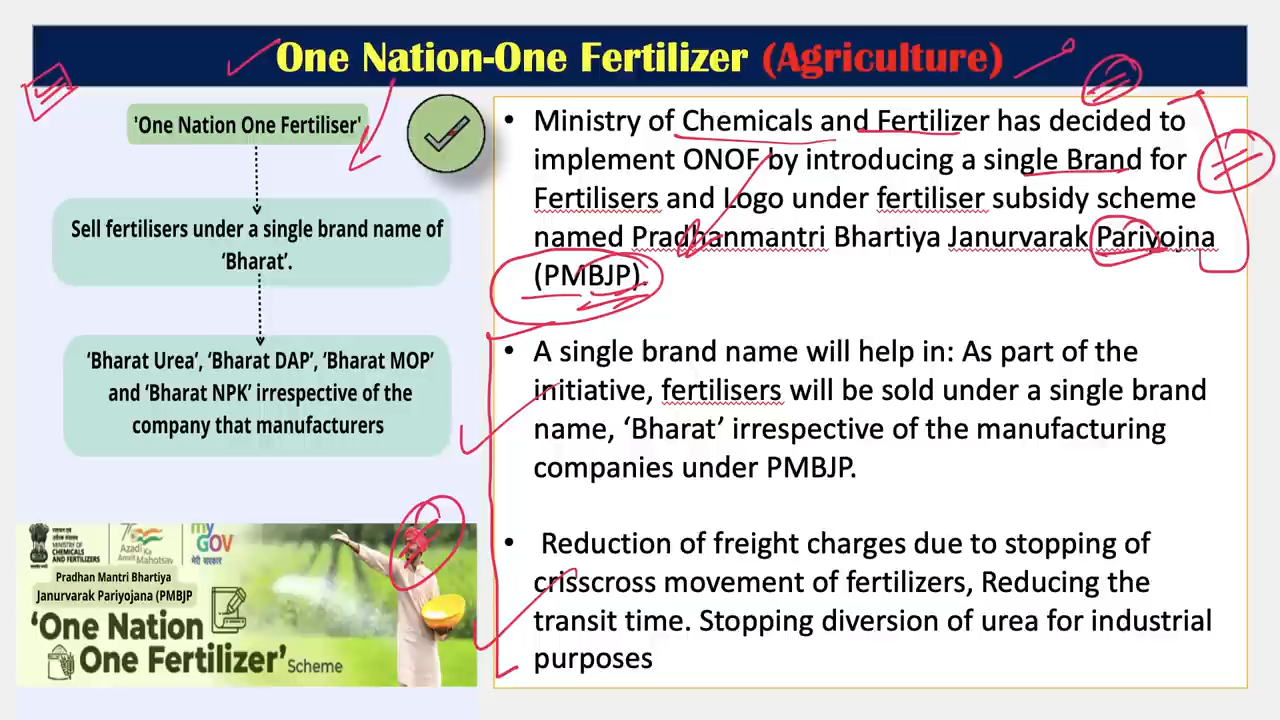 One Nation-One Fertilizer (Agriculture)
'One Nation One Fertiliser'
Sell fertilisers under a single brand name of
‘Bharat’.
‘Bharat Urea’, ‘Bharat DAP’, ‘Bharat MOP’
and ‘Bharat NPK’ irrespective of the
company that manufacturers
MINISTRY OF
CHEMICALS
AND FERTILIZERS
Azadi Ka
Amrit Mahotsav
my
GOV
मेरी सरकार
Pradhan Mantri Bhartiya
Janurvarak Pariyojana (PMBJP
‘One Nation
One Fertilizer’ Scheme
• Ministry of Chemicals and Fertilizer has decided to
implement ONOF by introducing a single Brand for
Fertilisers and Logo under fertiliser subsidy scheme
named Pradhanmantri Bhartiya Janurvarak Pariyojna
(PMBJP).
• A single brand name will help in: As part of the
initiative, fertilisers will be sold under a single brand
name, ‘Bharat’ irrespective of the manufacturing
companies under PMBJP.
• Reduction of freight charges due to stopping of
crisscross movement of fertilizers, Reducing the
transit time. Stopping diversion of urea for industrial
purposes